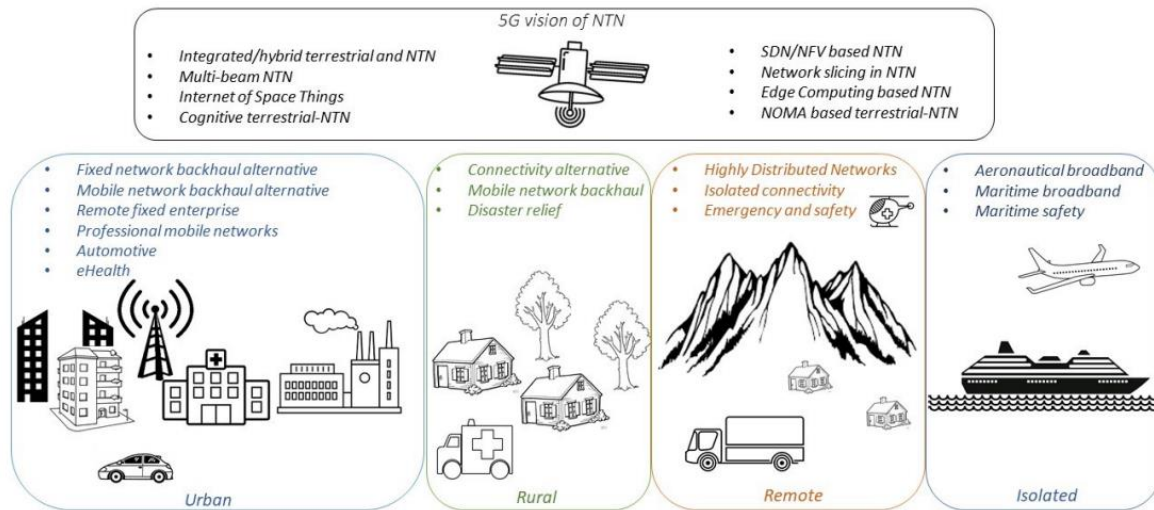 5G vision of NTN
• Integrated/hybrid terrestrial and NTN
• Multi-beam NTN
• Internet of Space Things
• Cognitive terrestrial-NTN
• SDN/NFV based NTN
• Network slicing in NTN
• Edge Computing based NTN
• NOMA based terrestrial-NTN
• Fixed network backhaul alternative
• Mobile network backhaul alternative
• Remote fixed enterprise
• Professional mobile networks
• Automotive
• eHealth
Urban
• Connectivity alternative
• Mobile network backhaul
• Disaster relief
Rural
• Highly Distributed Networks
• Isolated connectivity
• Emergency and safety
Remote
• Aeronautical broadband
• Maritime broadband
• Maritime safety
Isolated